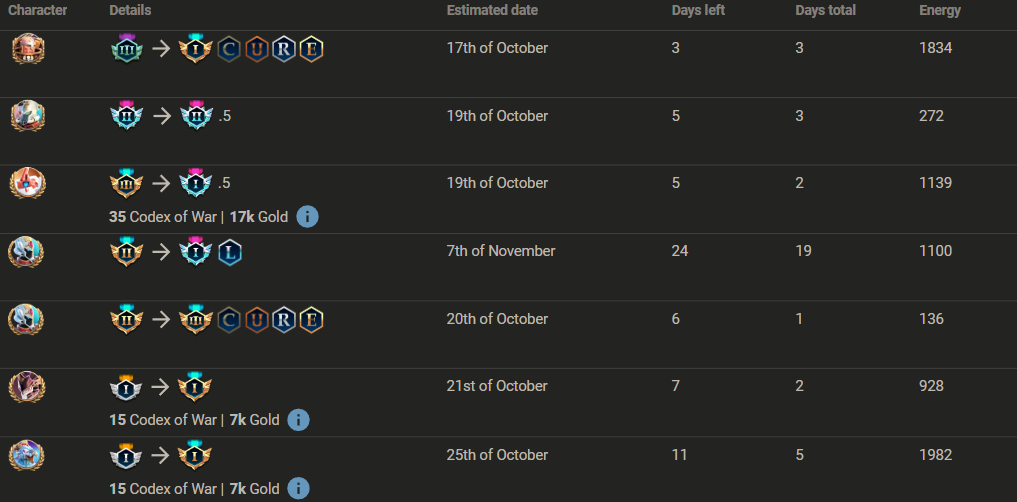 Character Details Estimated date Days left Days total Energy
III → I C U R E 17th of October 3 3 1834
II → II .5 19th of October 5 3 272
III → I .5 19th of October 5 2 1139
35 Codex of War | 17k Gold i
II → I L 7th of November 24 19 1100
II → III C U R E 20th of October 6 1 136
I → I 21st of October 7 2 928
15 Codex of War | 7k Gold i
I → I 25th of October 11 5 1982
15 Codex of War | 7k Gold i